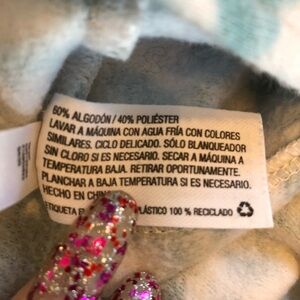 60% ALGODÓN / 40% POLIÉSTER
LAVAR A MÁQUINA CON AGUA FRÍA CON COLORES
SIMILARES. CICLO DELICADO. SÓLO BLANQUEADOR
SIN CLORO SI ES NECESARIO. SECAR A MÁQUINA A
TEMPERATURA BAJA. RETIRAR OPORTUNAMENTE.
PLANCHAR A BAJA TEMPERATURA SI ES NECESARIO.
HECHO EN CHINA
ETIQUETA PLÁSTICO 100 % RECICLADO